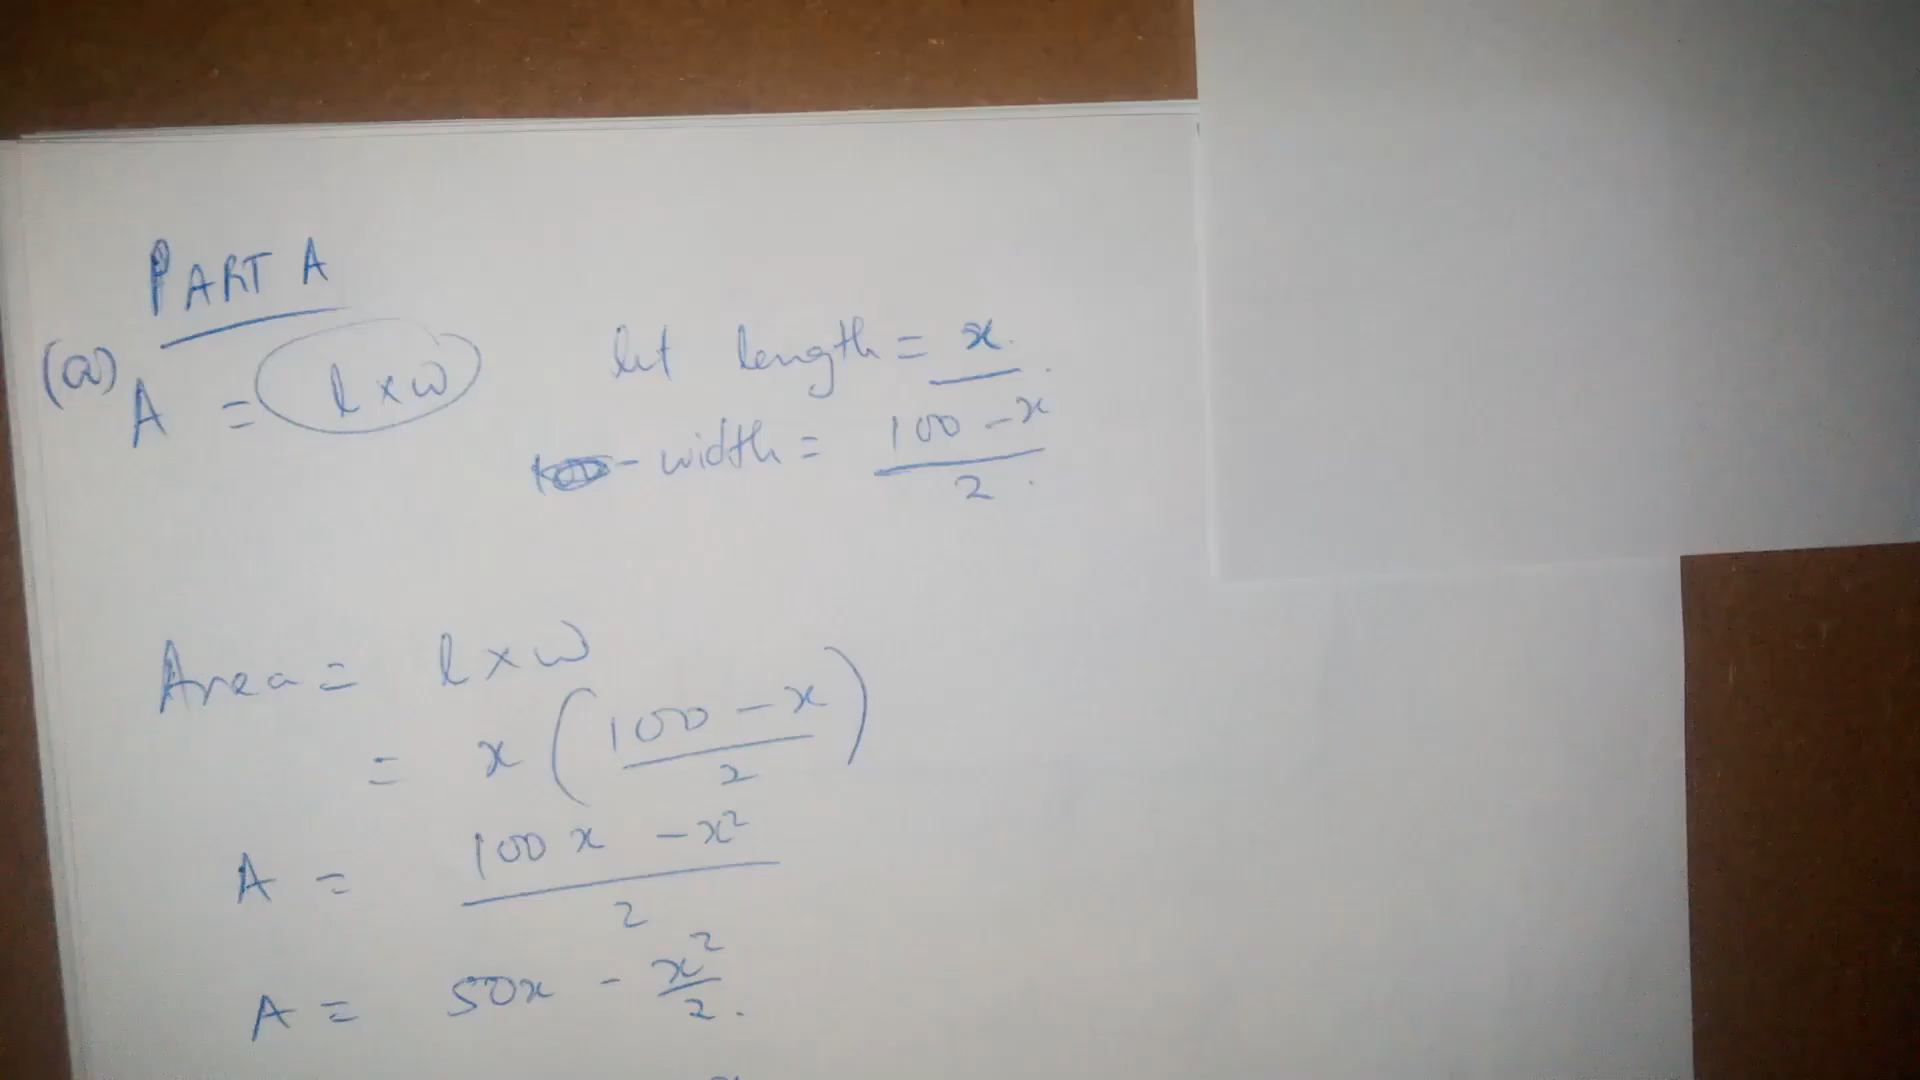 PART A
(a) A = l x w
let length = x.
- width = 100 - x / 2.
Area = l x w
= x ( 100 - x / 2 )
A = 100x - x² / 2
A = 50x - x² / 2.